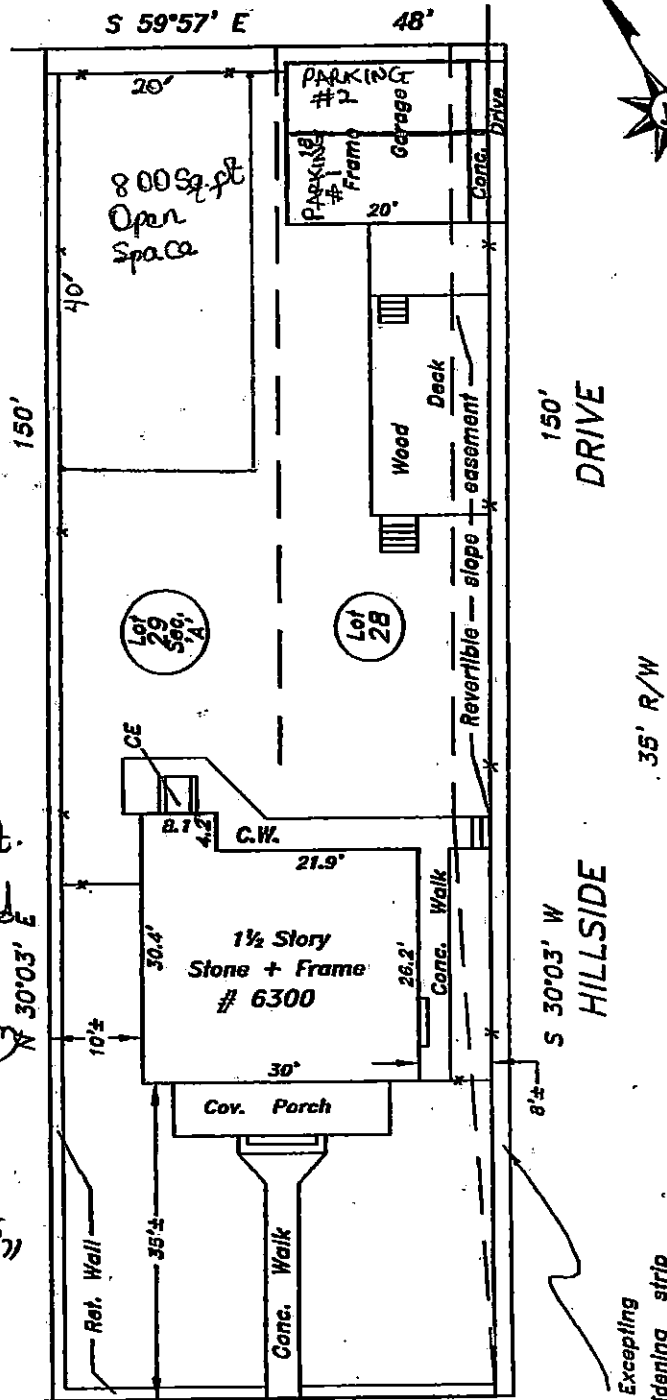 S 59°57' E
48'
20'
PARKING
#2
Garage
800 Sq.ft
Open
Space
PARKING
#1
18
Frame
20'
Conc. Drive
40'
150'
Wood
Deck
Revertible slope easement
150'
DRIVE
Lot
29
Sec.
'A'
Lot
28
35' R/W
CE
8.1
4.2'
C.W.
21.9'
N 30°03' E
30.4'
1½ Story
Stone + Frame
# 6300
26.2'
Conc. Walk
S 30°03' W
HILLSIDE
10'±
30'
Cov. Porch
8'±
Ret. Wall
35'±
Conc. Walk
Excepting
strip